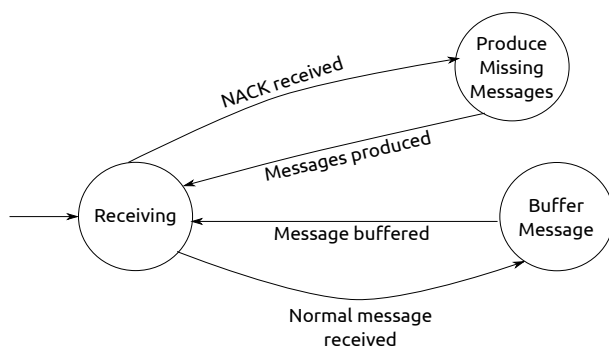 Produce
Missing
Messages
NACK received
Messages produced
Receiving
Buffer
Message
Message buffered
Normal message
received